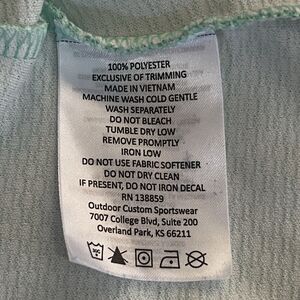 100% POLYESTER
EXCLUSIVE OF TRIMMING
MADE IN VIETNAM
MACHINE WASH COLD GENTLE
WASH SEPARATELY
DO NOT BLEACH
TUMBLE DRY LOW
REMOVE PROMPTLY
IRON LOW
DO NOT USE FABRIC SOFTENER
DO NOT DRY CLEAN
IF PRESENT, DO NOT IRON DECAL
RN 138859
Outdoor Custom Sportswear
7007 College Blvd, Suite 200
Overland Park, KS 66211